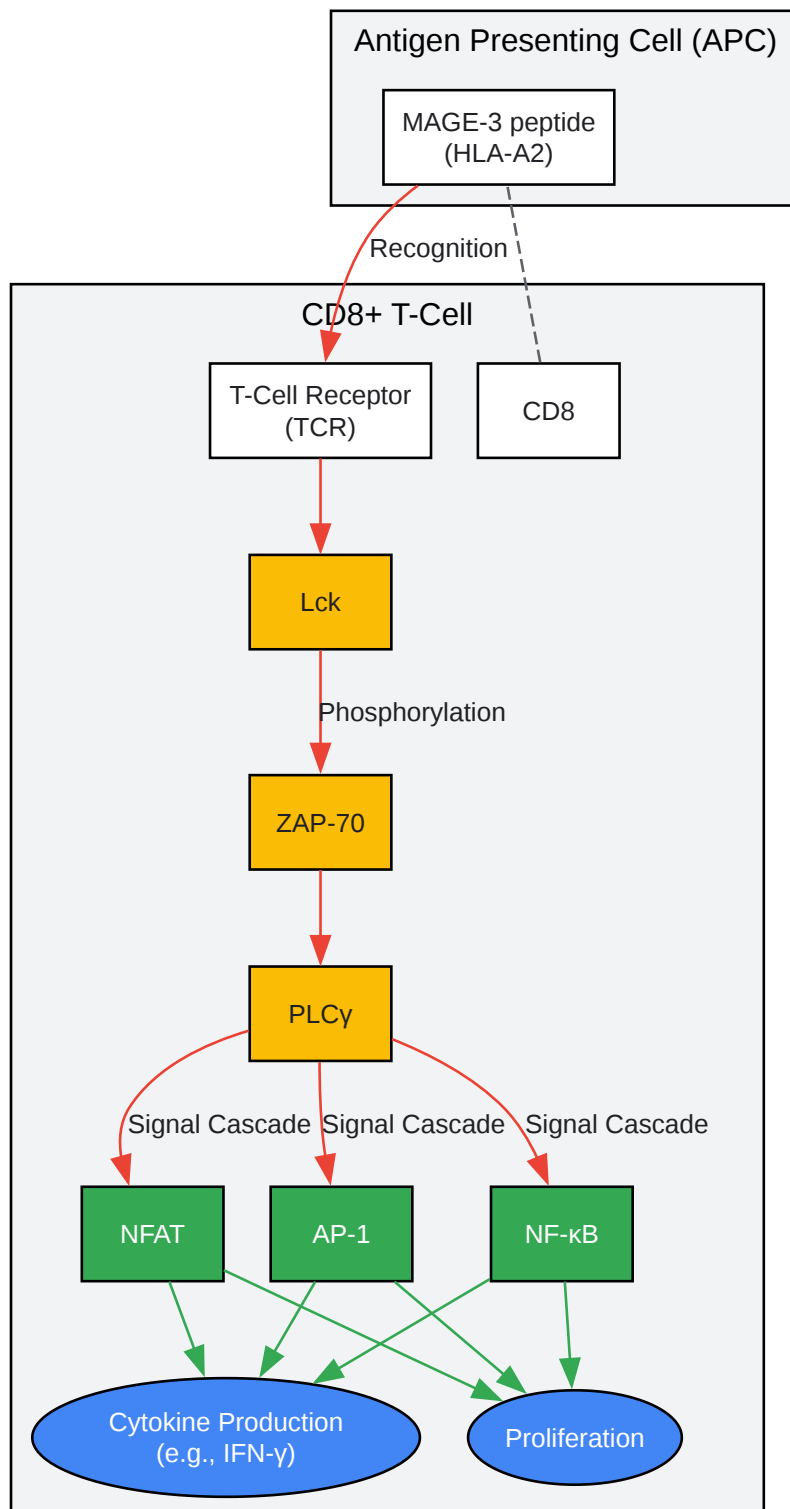 Antigen Presenting Cell (APC)
MAGE-3 peptide
(HLA-A2)
Recognition
CD8+ T-Cell
T-Cell Receptor
(TCR)
CD8
Lck
Phosphorylation
ZAP-70
PLCγ
Signal Cascade
Signal Cascade
Signal Cascade
NFAT
AP-1
NF-κB
Cytokine Production
(e.g., IFN-γ)
Proliferation